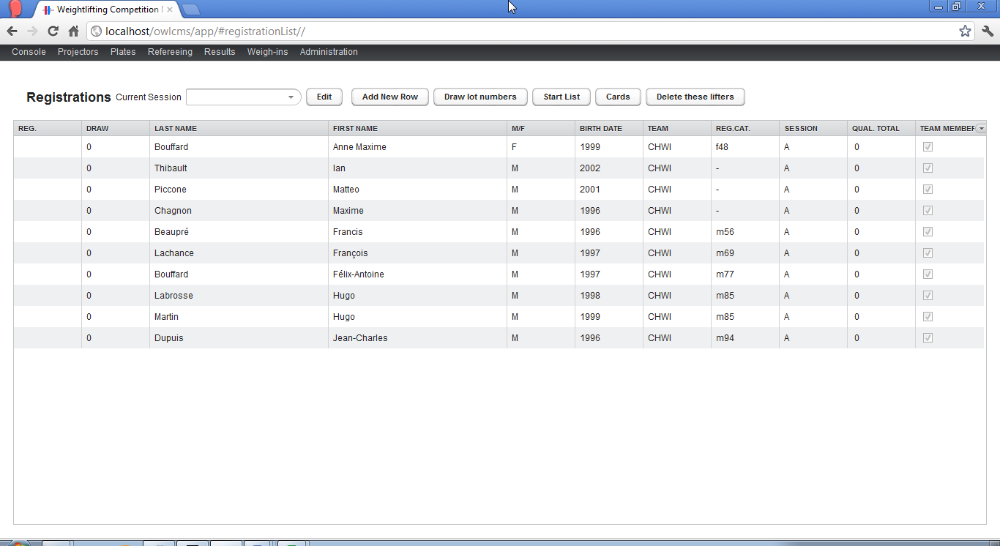 Weightlifting Competition
localhost/owlcms/app/#registrationList//
Console Projectors Plates Refereeing Results Weigh-ins Administration
Registrations Current Session Edit Add New Row Draw lot numbers Start List Cards Delete these lifters
REG. DRAW LAST NAME FIRST NAME M/F BIRTH DATE TEAM REG.CAT. SESSION QUAL. TOTAL TEAM MEMBER
0 Bouffard Anne Maxime F 1999 CHWI f48 A 0
0 Thibault Ian M 2002 CHWI - A 0
0 Piccone Matteo M 2001 CHWI - A 0
0 Chagnon Maxime M 1996 CHWI - A 0
0 Beaupré Francis M 1996 CHWI m56 A 0
0 Lachance François M 1997 CHWI m69 A 0
0 Bouffard Félix-Antoine M 1997 CHWI m77 A 0
0 Labrosse Hugo M 1998 CHWI m85 A 0
0 Martin Hugo M 1999 CHWI m85 A 0
0 Dupuis Jean-Charles M 1996 CHWI m94 A 0